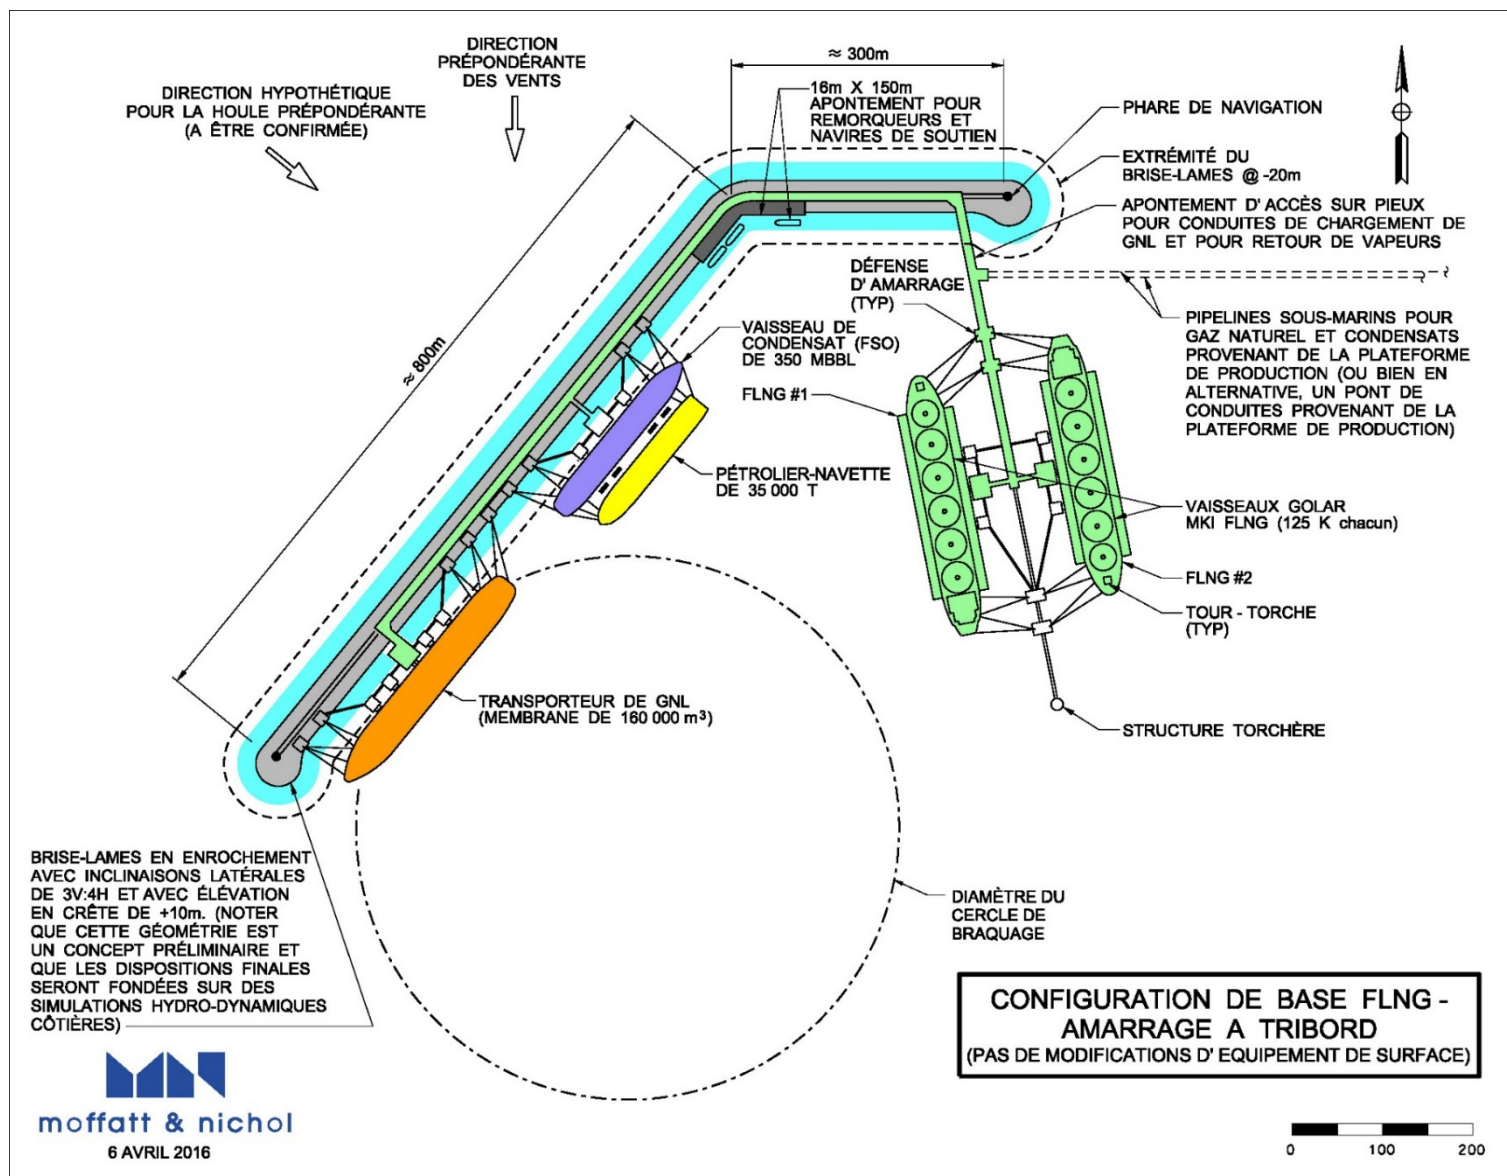 DIRECTION
PRÉPONDÉRANTE
DES VENTS
DIRECTION HYPOTHÉTIQUE
POUR LA HOULE PRÉPONDÉRANTE
(A ÊTRE CONFIRMÉE)
≈ 300m
16m X 150m
APONTEMENT POUR
REMORQUEURS ET
NAVIRES DE SOUTIEN
PHARE DE NAVIGATION
EXTRÉMITÉ DU
BRISE-LAMES @ -20m
APONTEMENT D' ACCÈS SUR PIEUX
POUR CONDUITES DE CHARGEMENT DE
GNL ET POUR RETOUR DE VAPEURS
DÉFENSE
D' AMARRAGE
(TYP)
PIPELINES SOUS-MARINS POUR
GAZ NATUREL ET CONDENSATS
PROVENANT DE LA PLATEFORME
DE PRODUCTION (OU BIEN EN
ALTERNATIVE, UN PONT DE
CONDUITES PROVENANT DE LA
PLATEFORME DE PRODUCTION)
≈ 800m
VAISSEAU DE
CONDENSAT (FSO)
DE 350 MBBL
FLNG #1
PÉTROLIER-NAVETTE
DE 35 000 T
VAISSEAUX GOLAR
MKI FLNG (125 K chacun)
FLNG #2
TOUR - TORCHE
(TYP)
TRANSPORTEUR DE GNL
(MEMBRANE DE 160 000 m³)
STRUCTURE TORCHÈRE
BRISE-LAMES EN ENROCHEMENT
AVEC INCLINAISONS LATÉRALES
DE 3V:4H ET AVEC ÉLÉVATION
EN CRÊTE DE +10m. (NOTER
QUE CETTE GÉOMÉTRIE EST
UN CONCEPT PRÉLIMINAIRE ET
QUE LES DISPOSITIONS FINALES
SERONT FONDÉES SUR DES
SIMULATIONS HYDRO-DYNAMIQUES
CÔTIÈRES)
DIAMÈTRE DU
CERCLE DE
BRAQUAGE
CONFIGURATION DE BASE FLNG -
AMARRAGE A TRIBORD
(PAS DE MODIFICATIONS D' EQUIPEMENT DE SURFACE)
moffatt & nichol
6 AVRIL 2016
0 100 200